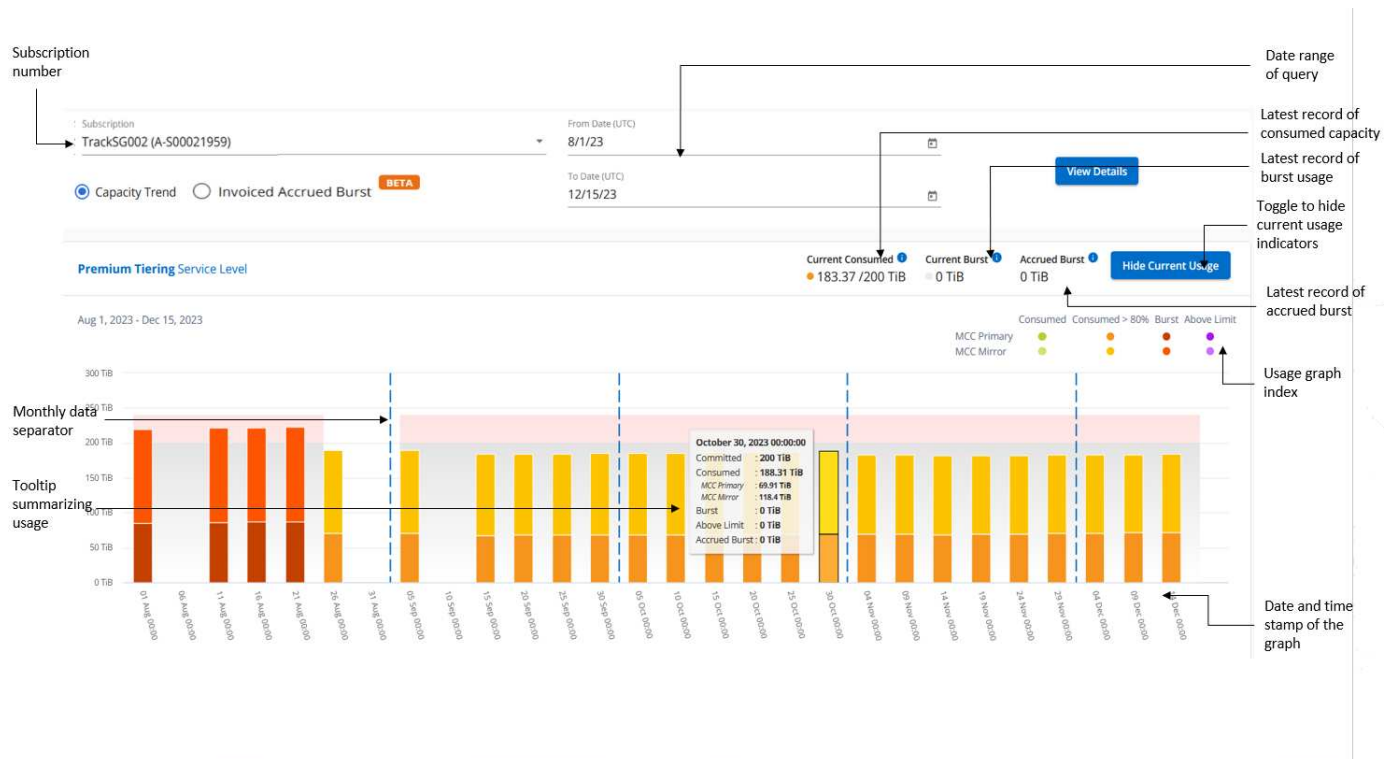 Subscription
number
Date range
of query
Subscription
From Date (UTC)
Latest record of
consumed capacity
TrackSG002 (A-S00021959)
8/1/23
Latest record of
burst usage
To Date (UTC)
View Details
Capacity Trend
Invoiced Accrued Burst
BETA
12/15/23
Toggle to hide
current usage
indicators
Premium Tiering Service Level
Current Consumed
Current Burst
Accrued Burst
183.37 /200 TiB
0 TiB
0 TiB
Hide Current Usage
Latest record of
accrued burst
Aug 1, 2023 - Dec 15, 2023
Consumed
Consumed > 80%
Burst
Above Limit
MCC Primary
MCC Mirror
Usage graph
index
300 TiB
250 TiB
200 TiB
150 TiB
100 TiB
50 TiB
0 TiB
Monthly data
separator
Tooltip
summarizing
usage
October 30, 2023 00:00:00
Committed : 200 TiB
Consumed : 188.31 TiB
MCC Primary : 69.91 TiB
MCC Mirror : 118.4 TiB
Burst : 0 TiB
Above Limit : 0 TiB
Accrued Burst : 0 TiB
01 Aug 00:00
06 Aug 00:00
11 Aug 00:00
16 Aug 00:00
21 Aug 00:00
26 Aug 00:00
31 Aug 00:00
05 Sep 00:00
10 Sep 00:00
15 Sep 00:00
20 Sep 00:00
25 Sep 00:00
30 Sep 00:00
05 Oct 00:00
10 Oct 00:00
15 Oct 00:00
20 Oct 00:00
25 Oct 00:00
30 Oct 00:00
04 Nov 00:00
09 Nov 00:00
14 Nov 00:00
19 Nov 00:00
24 Nov 00:00
29 Nov 00:00
04 Dec 00:00
09 Dec 00:00
Dec 00:00
Date and time
stamp of the
graph